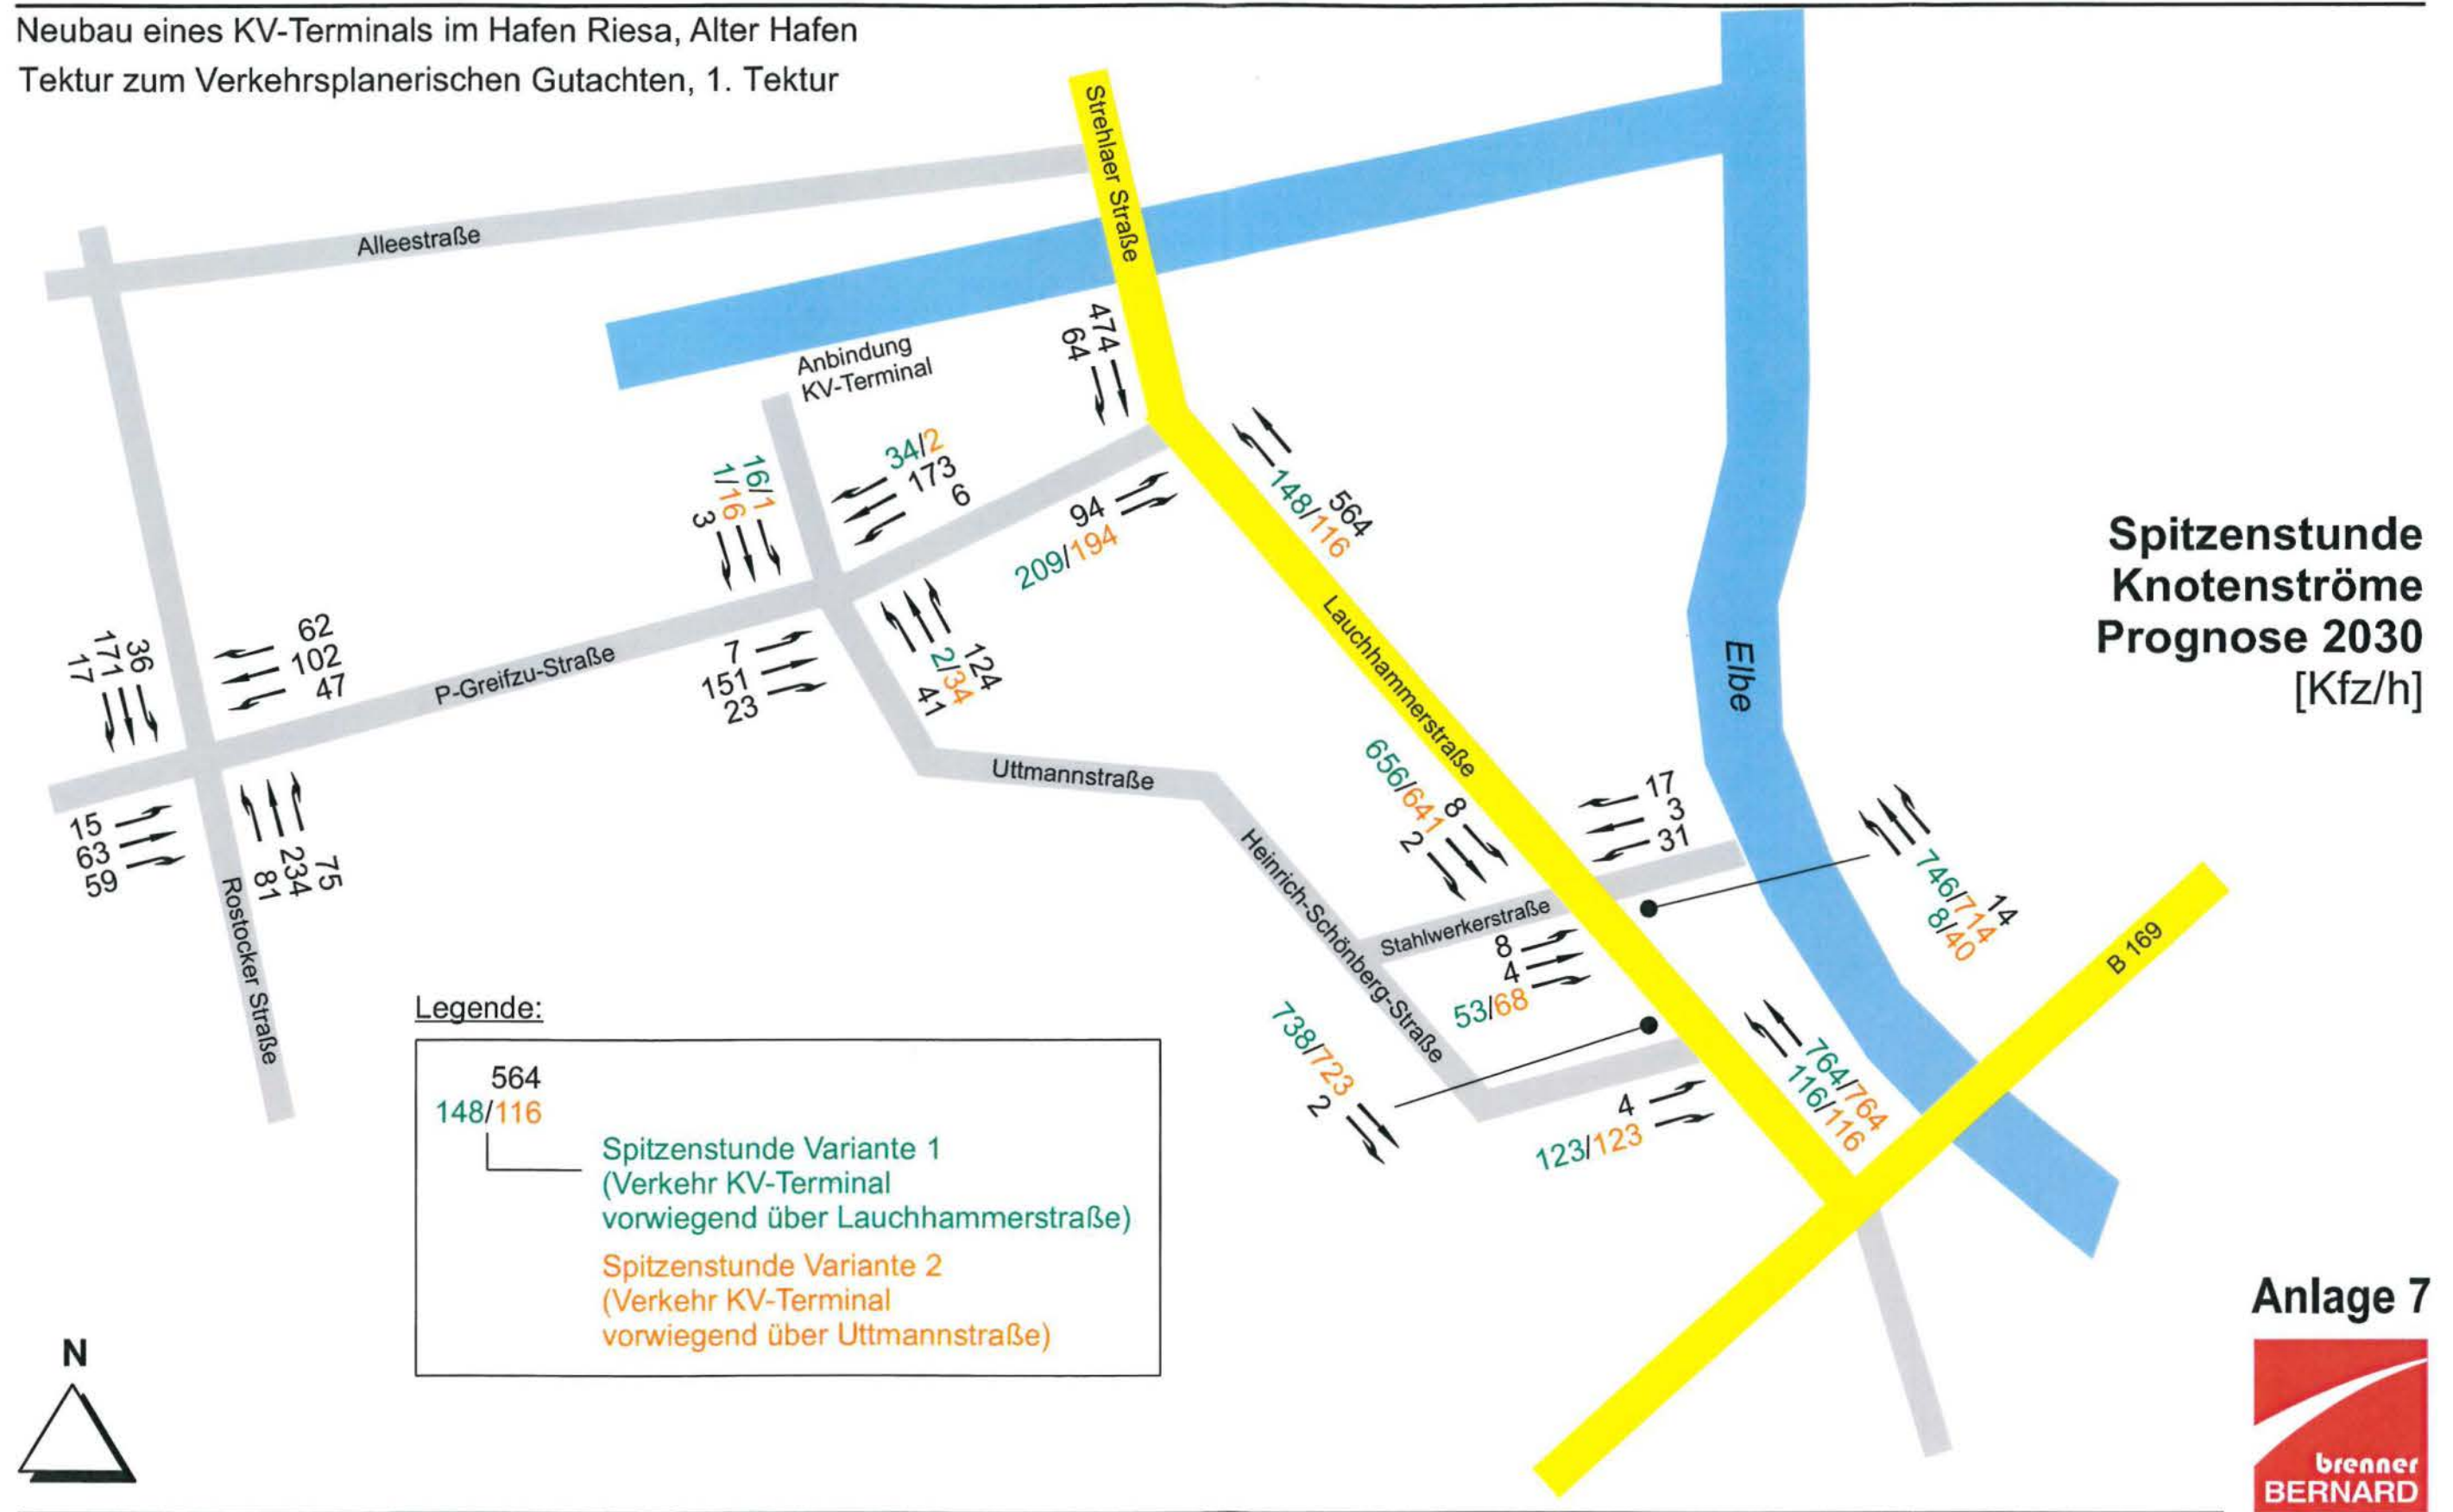 Neubau eines KV-Terminals im Hafen Riesa, Alter Hafen
Tektur zum Verkehrsplanerischen Gutachten, 1. Tektur
Strehlaer Straße
Alleestraße
Anbindung
KV-Terminal
474
64
34/2
173
6
16/1
1/16
3
94
209/194
564
148/116
Spitzenstunde
Knotenströme
Prognose 2030
[Kfz/h]
36
171
17
62
102
47
P-Greifzu-Straße
7
151
23
124
2/34
41
Lauchhammerstraße
Elbe
Uttmannstraße
15
63
59
75
234
81
Rostocker Straße
8
656/641
2
17
3
31
Heinrich-Schönberg-Straße
Stahlwerkerstraße
8
4
53/68
14
746/714
8/40
B 169
738/723
2
4
123/123
764/764
116/116
Legende:
564
148/116
Spitzenstunde Variante 1
(Verkehr KV-Terminal
vorwiegend über Lauchhammerstraße)
Spitzenstunde Variante 2
(Verkehr KV-Terminal
vorwiegend über Uttmannstraße)
N
Anlage 7
brenner
BERNARD